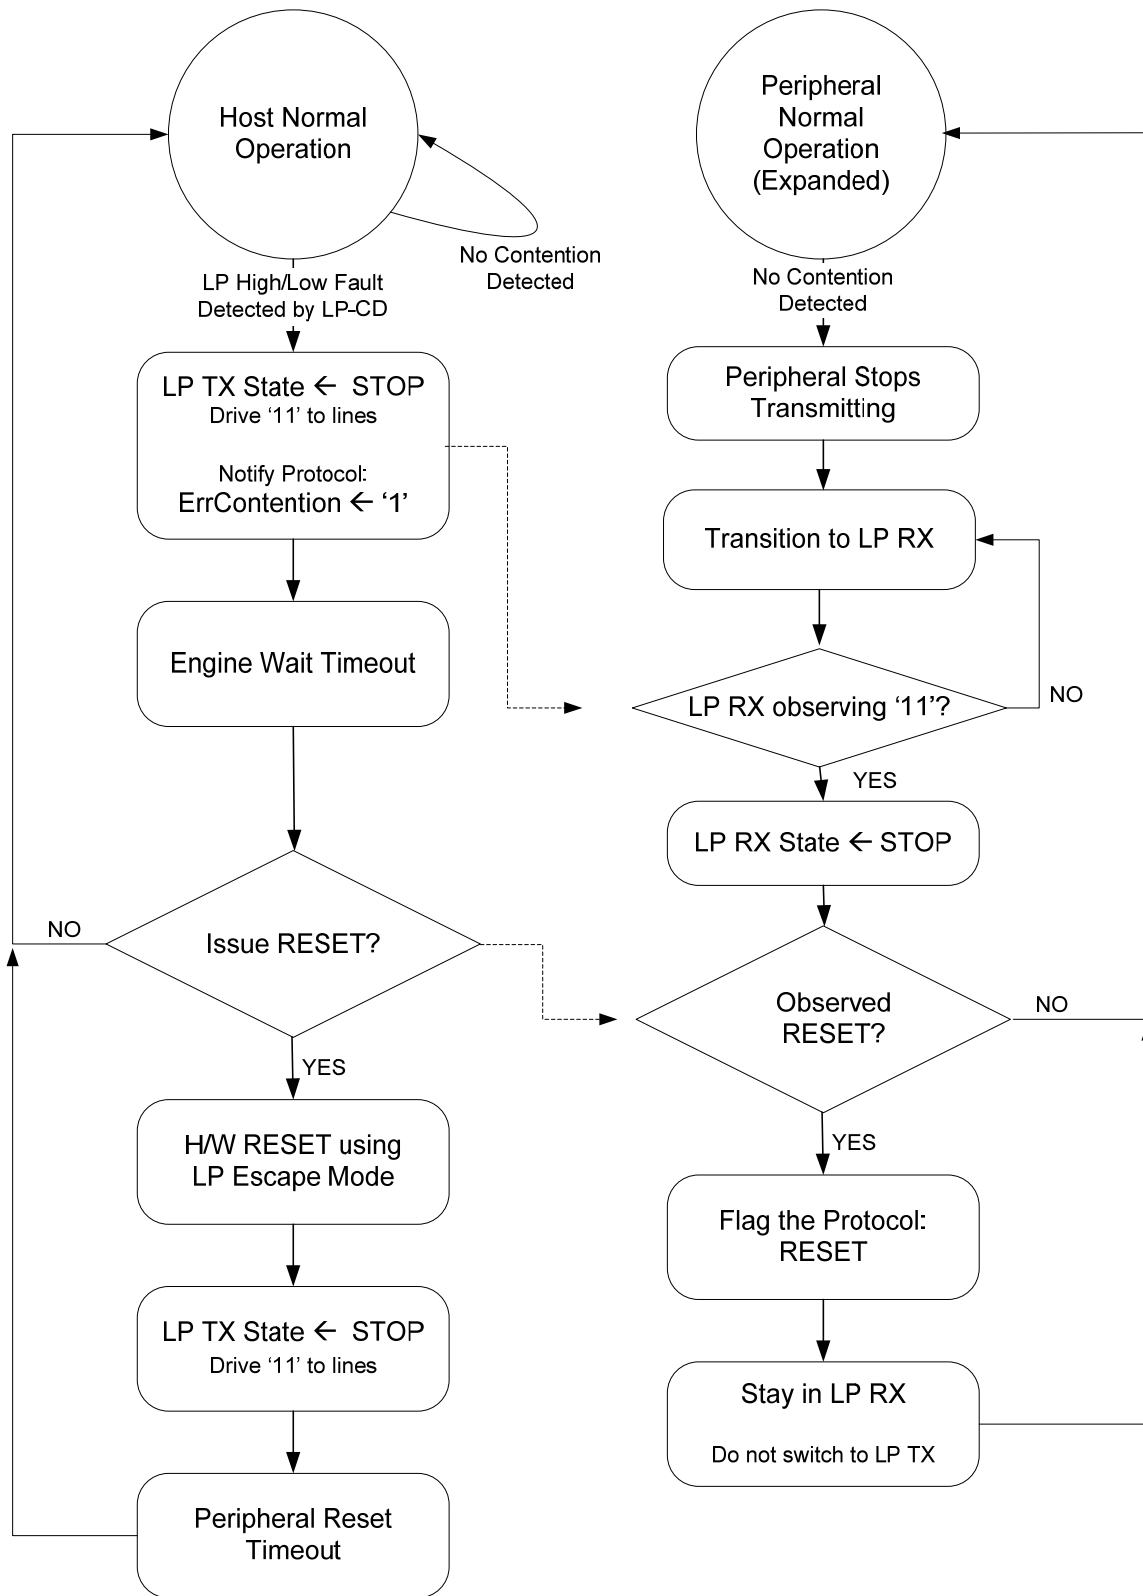 Host Normal
Operation
No Contention
Detected
LP High/Low Fault
Detected by LP-CD
LP TX State ← STOP
Drive ‘11’ to lines
Notify Protocol:
ErrContention ← ‘1’
Engine Wait Timeout
Issue RESET?
NO
YES
H/W RESET using
LP Escape Mode
LP TX State ← STOP
Drive ‘11’ to lines
Peripheral Reset
Timeout
Peripheral
Normal
Operation
(Expanded)
No Contention
Detected
Peripheral Stops
Transmitting
Transition to LP RX
LP RX observing ‘11’?
NO
YES
LP RX State ← STOP
Observed
RESET?
NO
YES
Flag the Protocol:
RESET
Stay in LP RX
Do not switch to LP TX